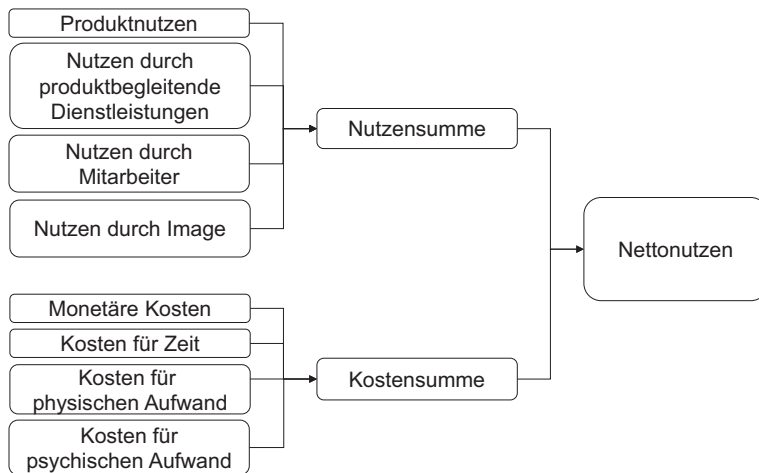 Produktnutzen
Nutzen durch
produktbegleitende
Dienstleistungen
Nutzen durch
Mitarbeiter
Nutzen durch Image
Nutzensumme
Monetäre Kosten
Kosten für Zeit
Kosten für
physischen Aufwand
Kosten für
psychischen Aufwand
Kostensumme
Nettonutzen